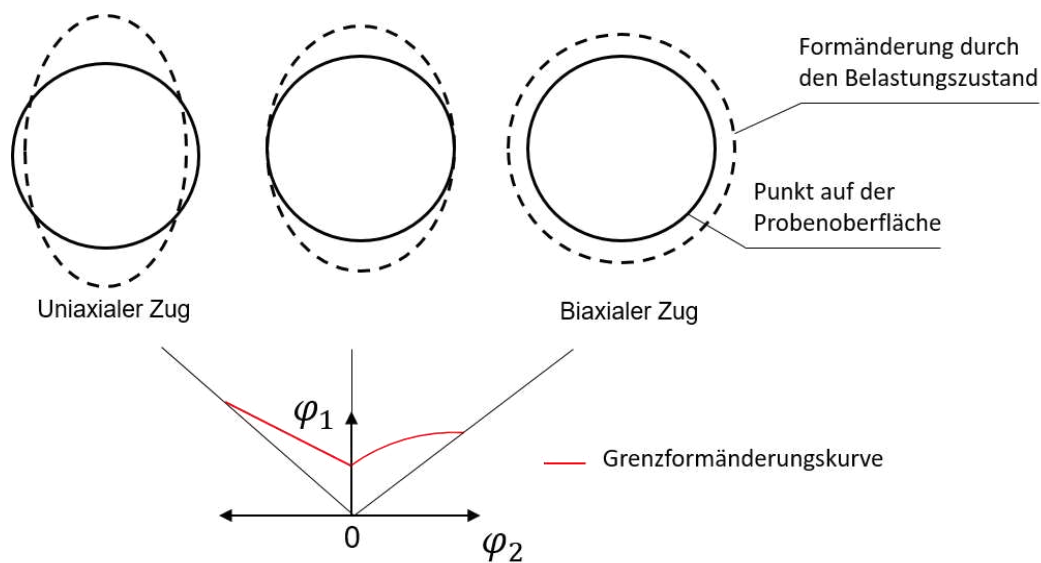 Formänderung durch
den Belastungszustand
Punkt auf der
Probenoberfläche
Uniaxialer Zug
Biaxialer Zug
φ1
Grenzformänderungskurve
0
φ2